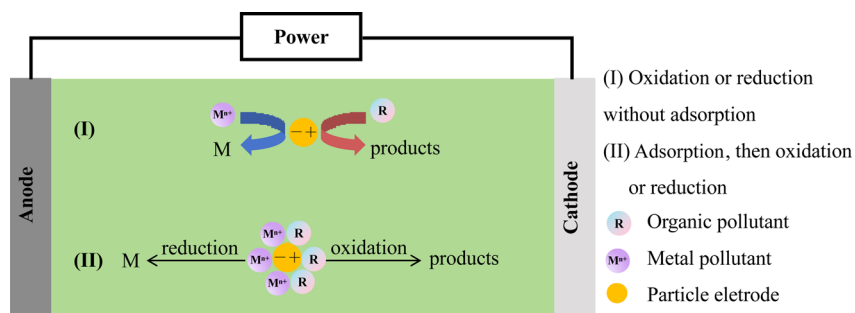 Power
Anode
Cathode
(I)
Mⁿ⁺
− +
R
M
products
(II)
M
reduction
Mⁿ⁺
R
Mⁿ⁺
− +
R
Mⁿ⁺
R
oxidation
products
(I) Oxidation or reduction
without adsorption
(II) Adsorption, then oxidation
or reduction
R Organic pollutant
Mⁿ⁺ Metal pollutant
Particle eletrode